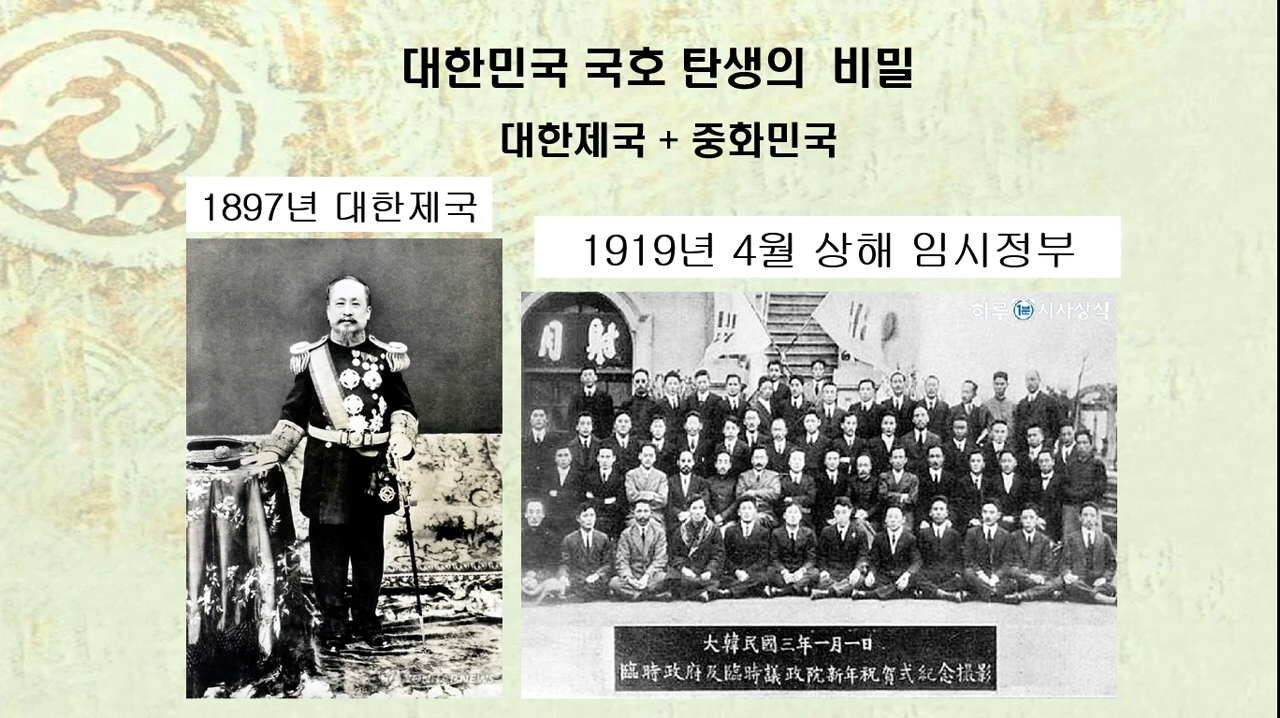 대한민국 국호 탄생의 비밀
대한제국 + 중화민국
1897년 대한제국
1919년 4월 상해 임시정부
하루 1분 시사상식
射月
大韓民國三年一月一日
臨時政府及臨時議政院新年祝賀式紀念撮影
YONHAPNEWS